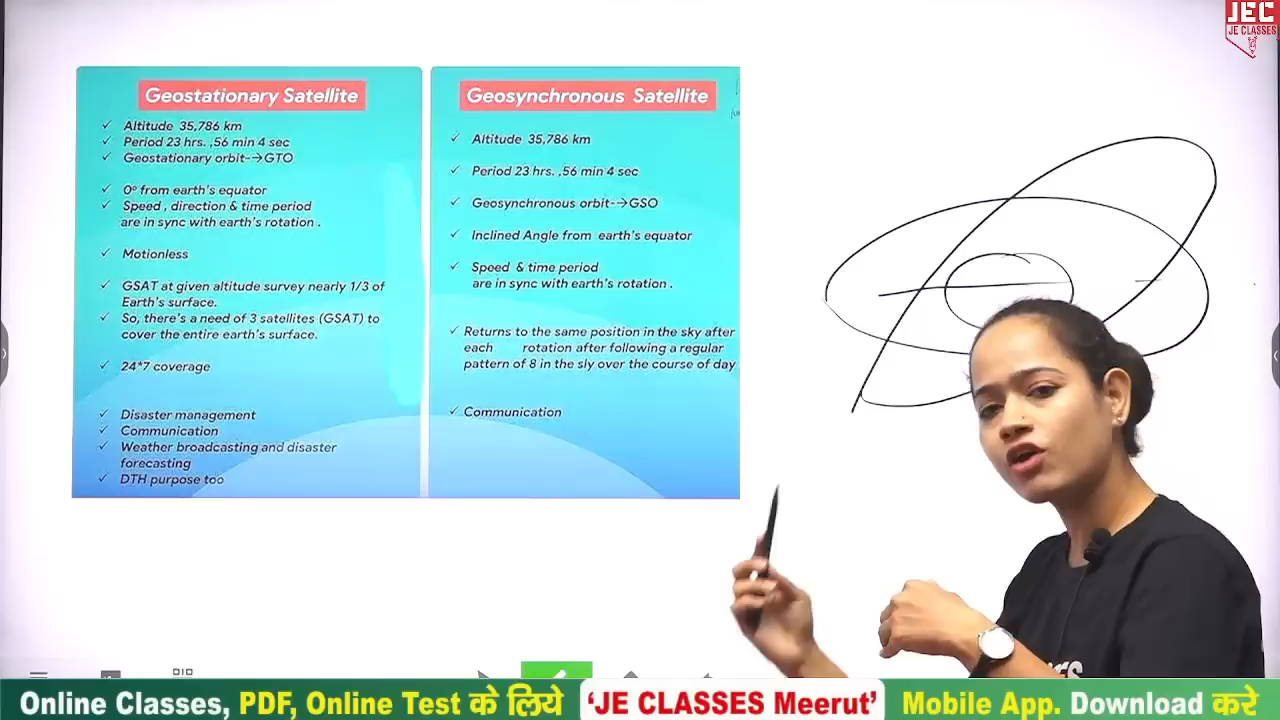 JEC
JE CLASSES
Geostationary Satellite
✓ Altitude 35,786 km
✓ Period 23 hrs. ,56 min 4 sec
✓ Geostationary orbit-→GTO
✓ 0º from earth's equator
✓ Speed , direction & time period
are in sync with earth's rotation .
✓ Motionless
✓ GSAT at given altitude survey nearly 1/3 of
Earth's surface.
✓ So, there's a need of 3 satellites (GSAT) to
cover the entire earth's surface.
✓ 24*7 coverage
✓ Disaster management
✓ Communication
✓ Weather broadcasting and disaster
forecasting
✓ DTH purpose too
Geosynchronous Satellite
✓ Altitude 35,786 km
✓ Period 23 hrs. ,56 min 4 sec
✓ Geosynchronous orbit-→GSO
✓ Inclined Angle from earth's equator
✓ Speed & time period
are in sync with earth's rotation .
✓ Returns to the same position in the sky after
each rotation after following a regular
pattern of 8 in the sly over the course of day
✓ Communication
Online Classes, PDF, Online Test के लिये 'JE CLASSES Meerut' Mobile App. Download करे